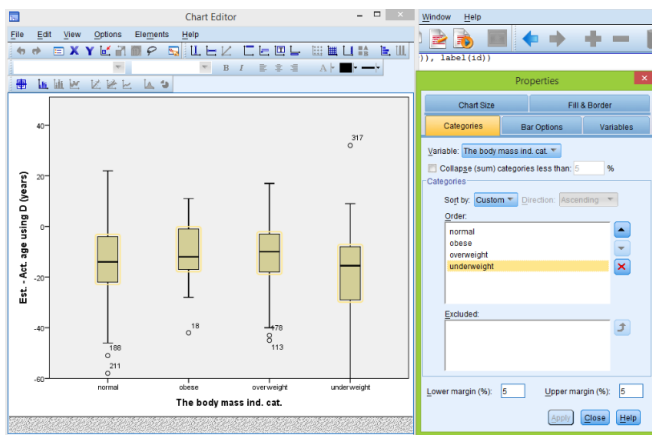 Chart Editor
File Edit View Options Elements Help
B I
A
40
20
0
-20
-40
-60
Est. - Act. age using D (years)
317
188
211
18
178
113
normal obese overweight underweight
The body mass ind. cat.
Window Help
)), label(id))
Properties
Chart Size Fill & Border
Categories Bar Options Variables
Variable: The body mass ind. cat.
Collapse (sum) categories less than: 5 %
Categories
Sort by: Custom Direction: Ascending
Order:
normal
obese
overweight
underweight
Excluded:
Lower margin (%): 5 Upper margin (%): 5
Apply Close Help